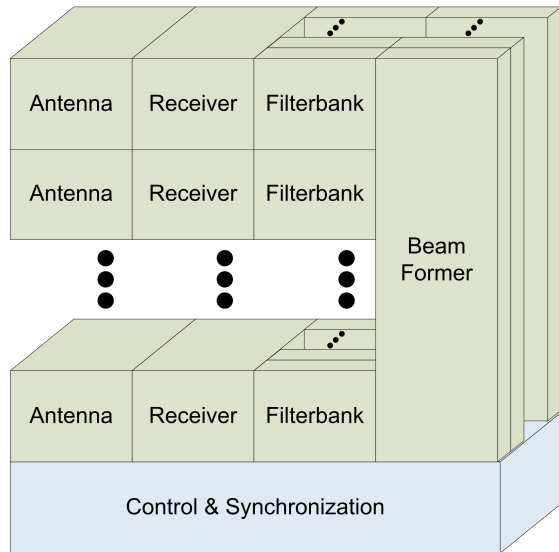 Antenna
Receiver
Filterbank
Antenna
Receiver
Filterbank
Beam
Former
Antenna
Receiver
Filterbank
Control & Synchronization